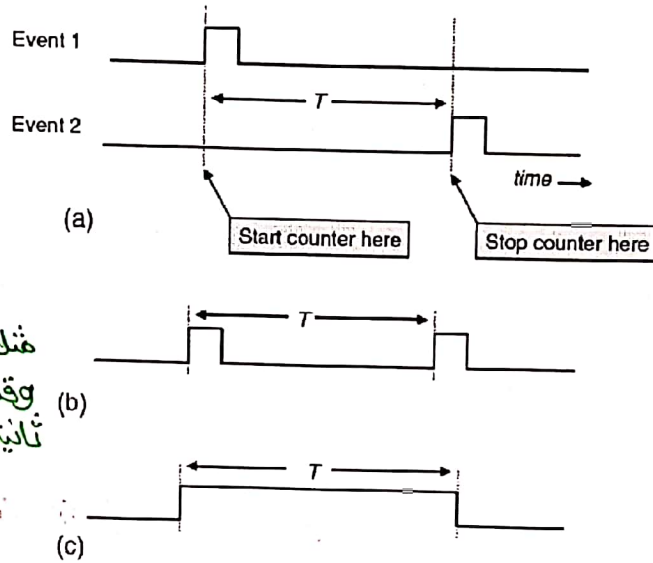 Event 1
T
Event 2
time
(a)
Start counter here
Stop counter here
T
(b)
T
(c)